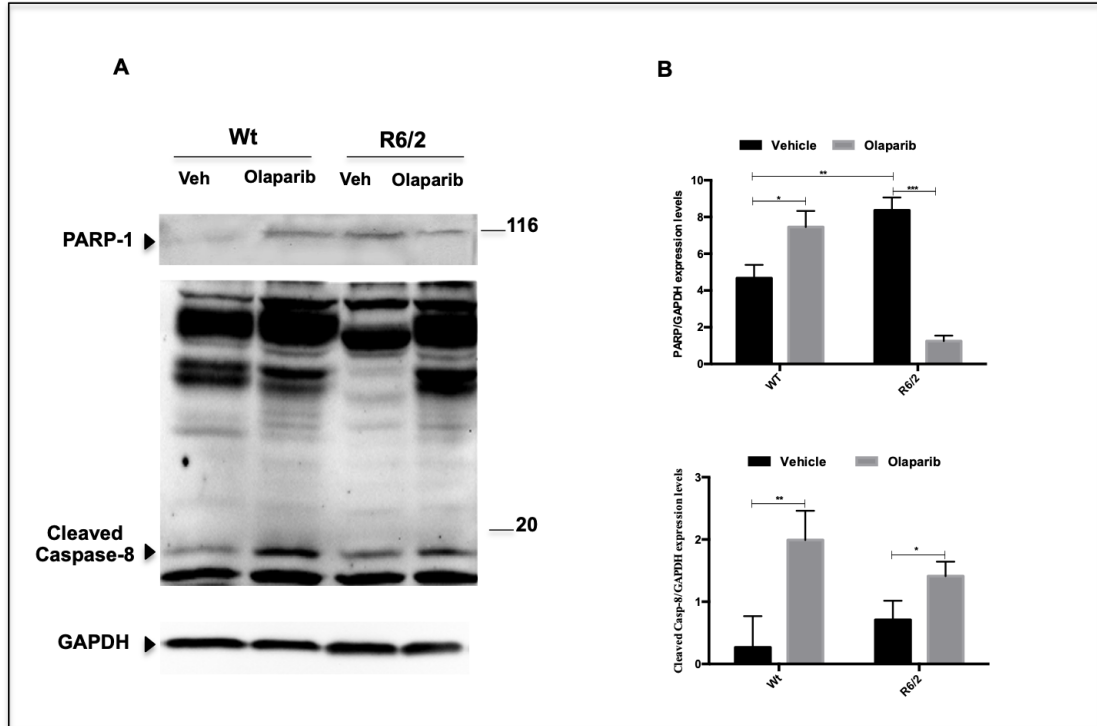 A
Wt R6/2
Veh Olaparib Veh Olaparib
PARP-1
116
20
Cleaved
Caspase-8
GAPDH
B
Vehicle Olaparib
**
* ***
10
8
6
4
2
0
PARP/GAPDH expression levels
WT R6/2
Vehicle Olaparib
**
*
3
2
1
0
Cleaved Casp-8/GAPDH expression levels
Wt R6/2